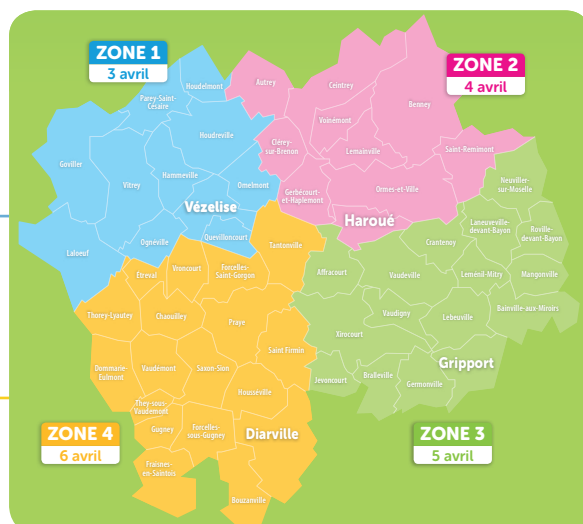 ZONE 1
3 avril
ZONE 2
4 avril
Houdelmont
Autrey
Ceintrey
Parey-Saint-
Césaire
Benney
Voinémont
Houdreville
Clérey-
sur-Brenon
Lemainville
Saint-Remimont
Goviller
Hammeville
Vitrey
Omelmont
Gerbécourt-
et-Haplemont
Ormes-et-Ville
Neuviller-
sur-Moselle
Vézelise
Haroué
Laneuveville-
devant-Bayon
Roville-
devant-Bayon
Quevilloncourt
Ogneville
Tantonville
Crantenoy
Laloeuf
Étreval
Vroncourt
Forcelles-
Saint-Gorgon
Affracourt
Vaudeville
Leménil-Mitry
Mangonville
Bainville-aux-Miroirs
Thorey-Lyautey
Chaouilley
Praye
Vaudigny
Lebeuville
Xirocourt
Saint Firmin
Gripport
Dommarie-
Eulmont
Vaudémont
Saxon-Sion
Jevoncourt
Bralleville
Germonville
Housséville
They-sous-
Vaudemont
Gugney
Forcelles-
sous-Gugney
Diarville
ZONE 4
6 avril
ZONE 3
5 avril
Fraisnes-
en-Saintois
Bouzanville